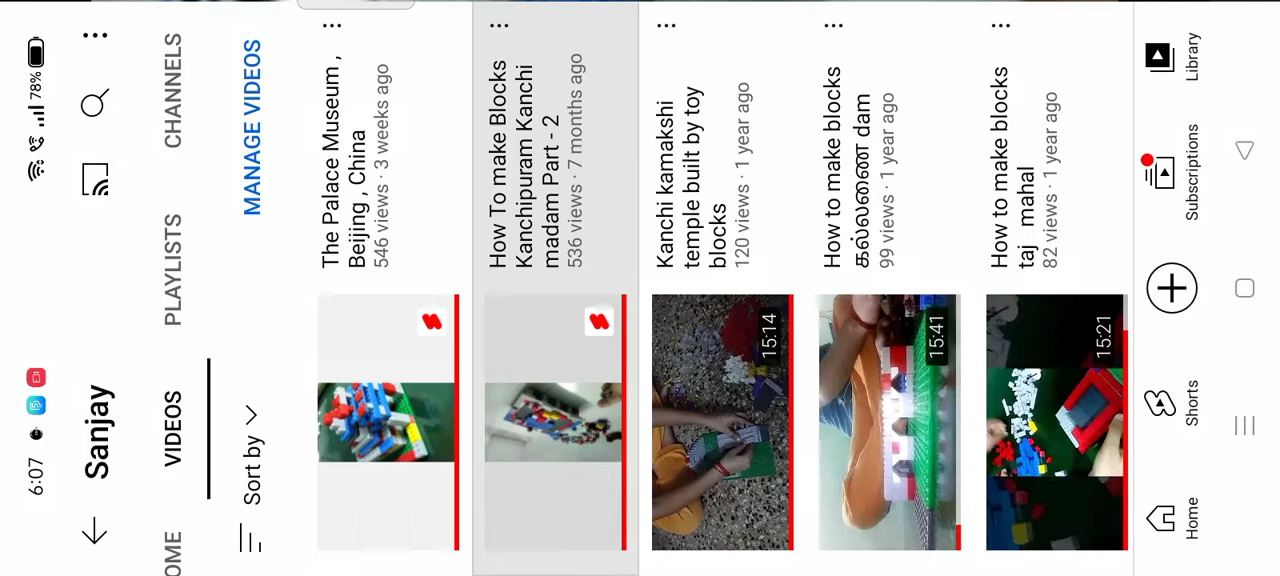 6:07
78%
Sanjay
OME
VIDEOS
PLAYLISTS
CHANNELS
Sort by
MANAGE VIDEOS
The Palace Museum ,
Beijing , China
546 views · 3 weeks ago
How To make Blocks
Kanchipuram Kanchi
madam Part - 2
536 views · 7 months ago
15:14
Kanchi kamakshi
temple built by toy
blocks
120 views · 1 year ago
15:41
How to make blocks
கல்லணை dam
99 views · 1 year ago
15:21
How to make blocks
taj mahal
82 views · 1 year ago
Home
Shorts
Subscriptions
Library